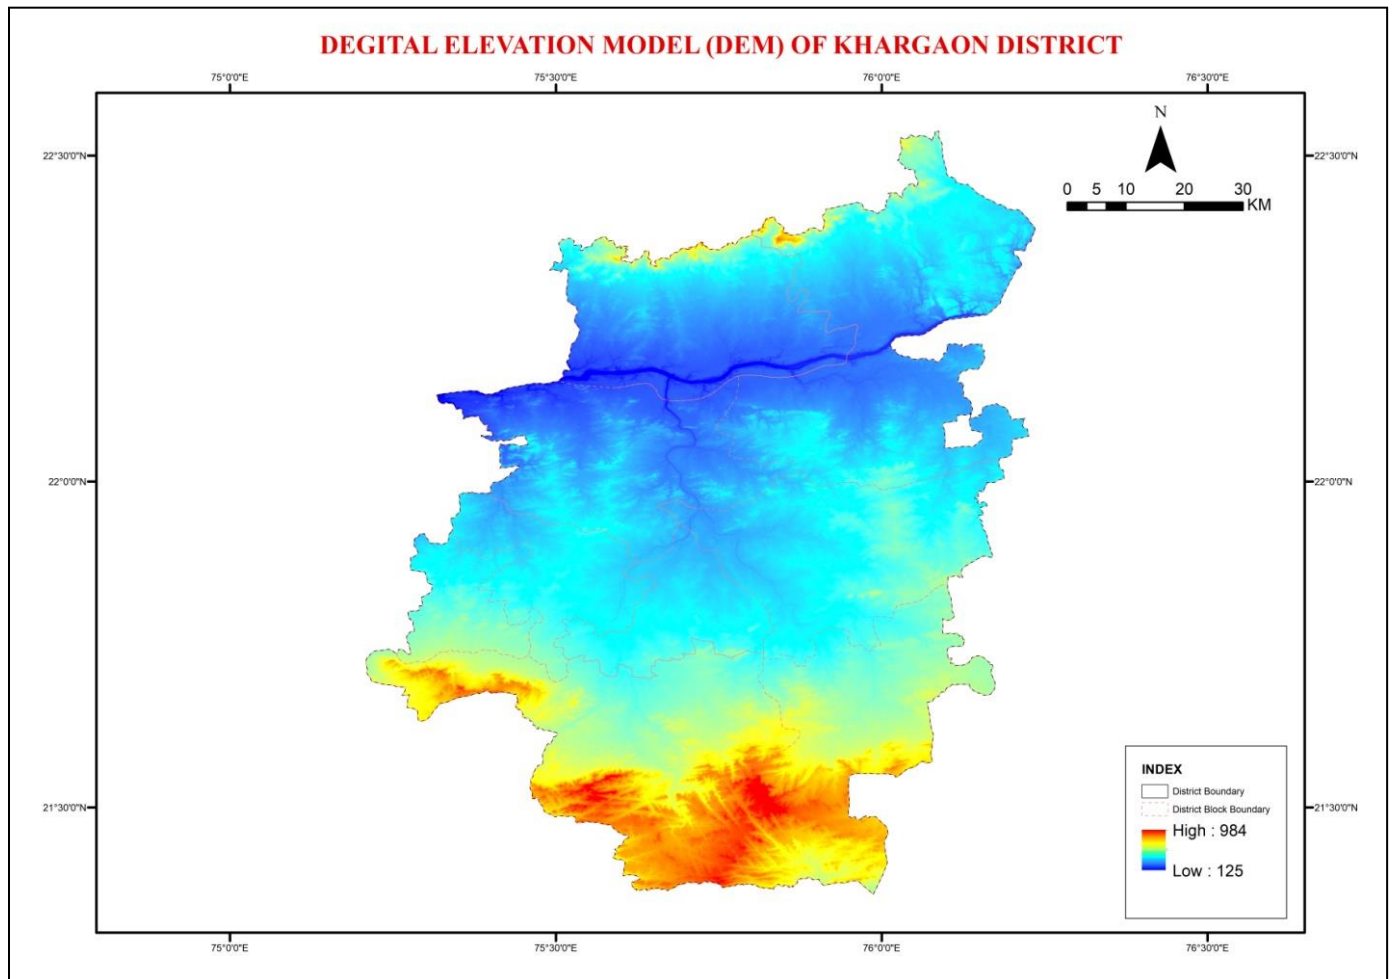 DEGITAL ELEVATION MODEL (DEM) OF KHARGAON DISTRICT
75°0'0"E 75°30'0"E 76°0'0"E 76°30'0"E
N
22°30'0"N 22°30'0"N
0 5 10 20 30
KM
22°0'0"N 22°0'0"N
INDEX
District Boundary
District Block Boundary
21°30'0"N 21°30'0"N
High : 984
Low : 125
75°0'0"E 75°30'0"E 76°0'0"E 76°30'0"E